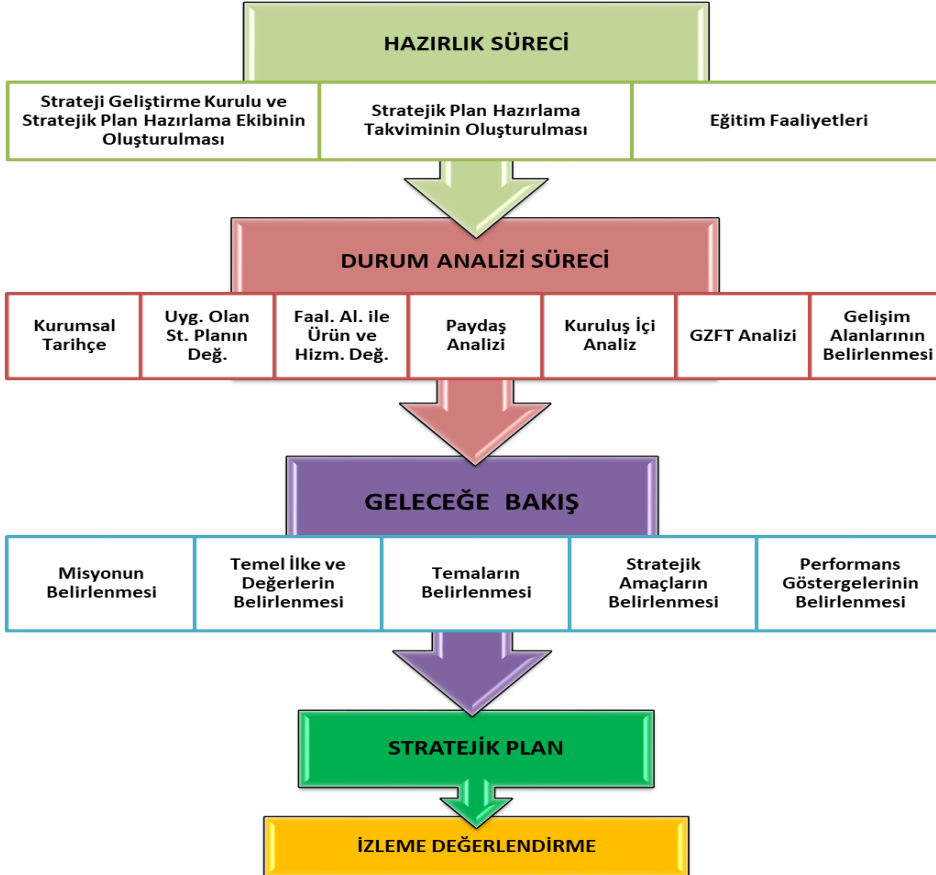 HAZIRLIK SÜRECİ
Strateji Geliştirme Kurulu ve
Stratejik Plan Hazırlama Ekibinin
Oluşturulması
Stratejik Plan Hazırlama
Takviminin Oluşturulması
Eğitim Faaliyetleri
DURUM ANALİZİ SÜRECİ
Kurumsal
Tarihçe
Uyg. Olan
St. Planın
Değ.
Faal. Al. ile
Ürün ve
Hizm. Değ.
Paydaş
Analizi
Kuruluş İçi
Analiz
GZFT Analizi
Gelişim
Alanlarının
Belirlenmesi
GELECEĞE BAKIŞ
Misyonun
Belirlenmesi
Temel İlke ve
Değerlerin
Belirlenmesi
Temaların
Belirlenmesi
Stratejik
Amaçların
Belirlenmesi
Performans
Göstergelerinin
Belirlenmesi
STRATEJİK PLAN
İZLEME DEĞERLENDİRME